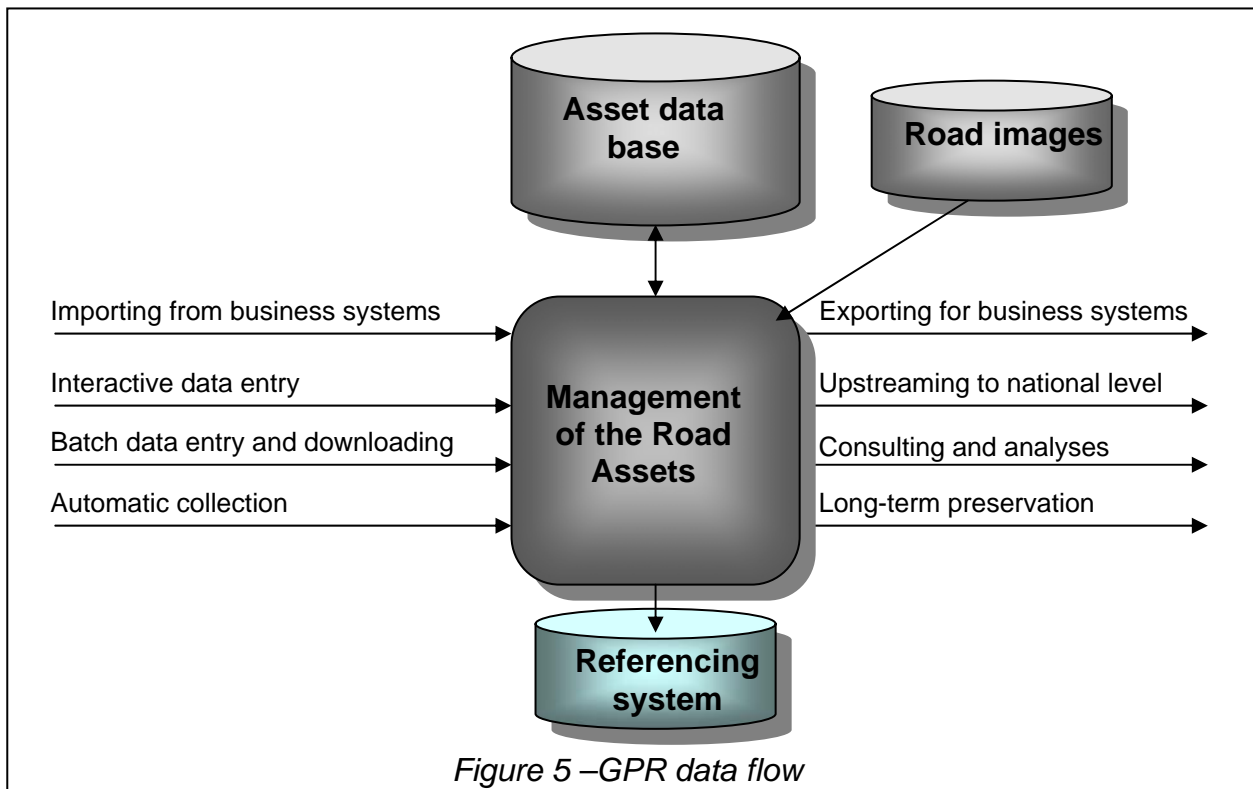 Asset data
base
Road images
Importing from business systems
Interactive data entry
Batch data entry and downloading
Automatic collection
Management
of the Road
Assets
Exporting for business systems
Upstreaming to national level
Consulting and analyses
Long-term preservation
Referencing
system
Figure 5 –GPR data flow